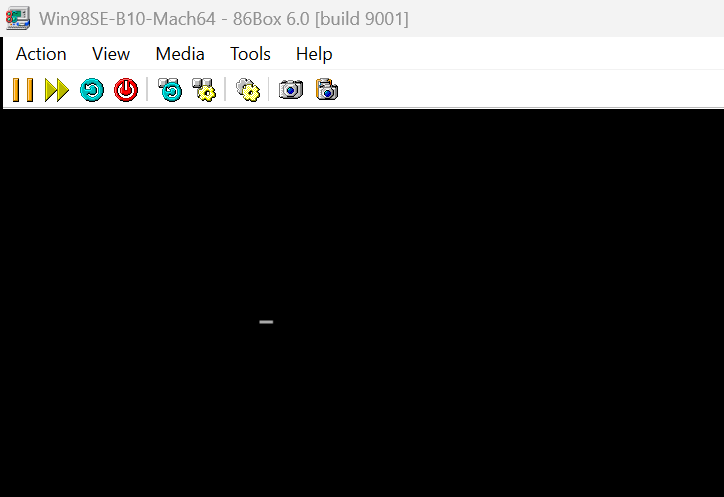 Win98SE-B10-Mach64 - 86Box 6.0 [build 9001]
Action View Media Tools Help